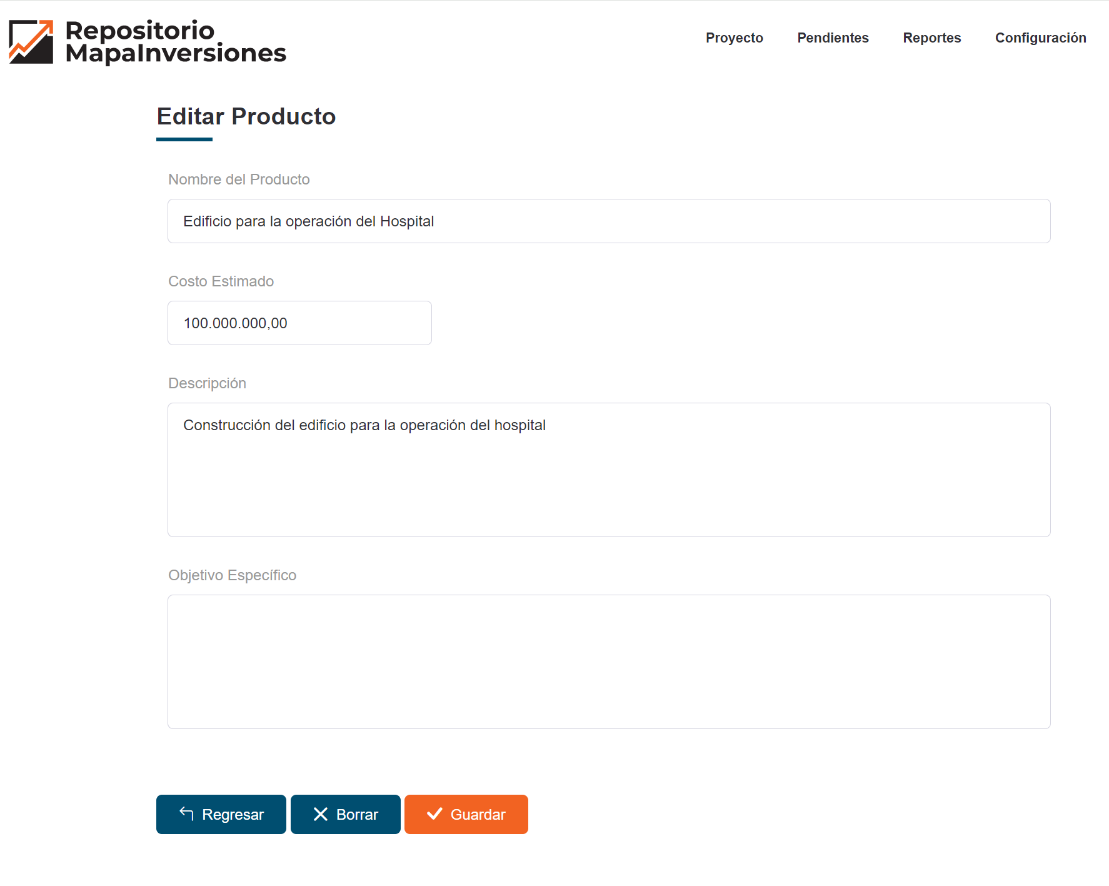 Repositorio
MapaInversiones
Proyecto Pendientes Reportes Configuración
Editar Producto
Nombre del Producto
Edificio para la operación del Hospital
Costo Estimado
100.000.000,00
Descripción
Construcción del edificio para la operación del hospital
Objetivo Específico
Regresar Borrar Guardar